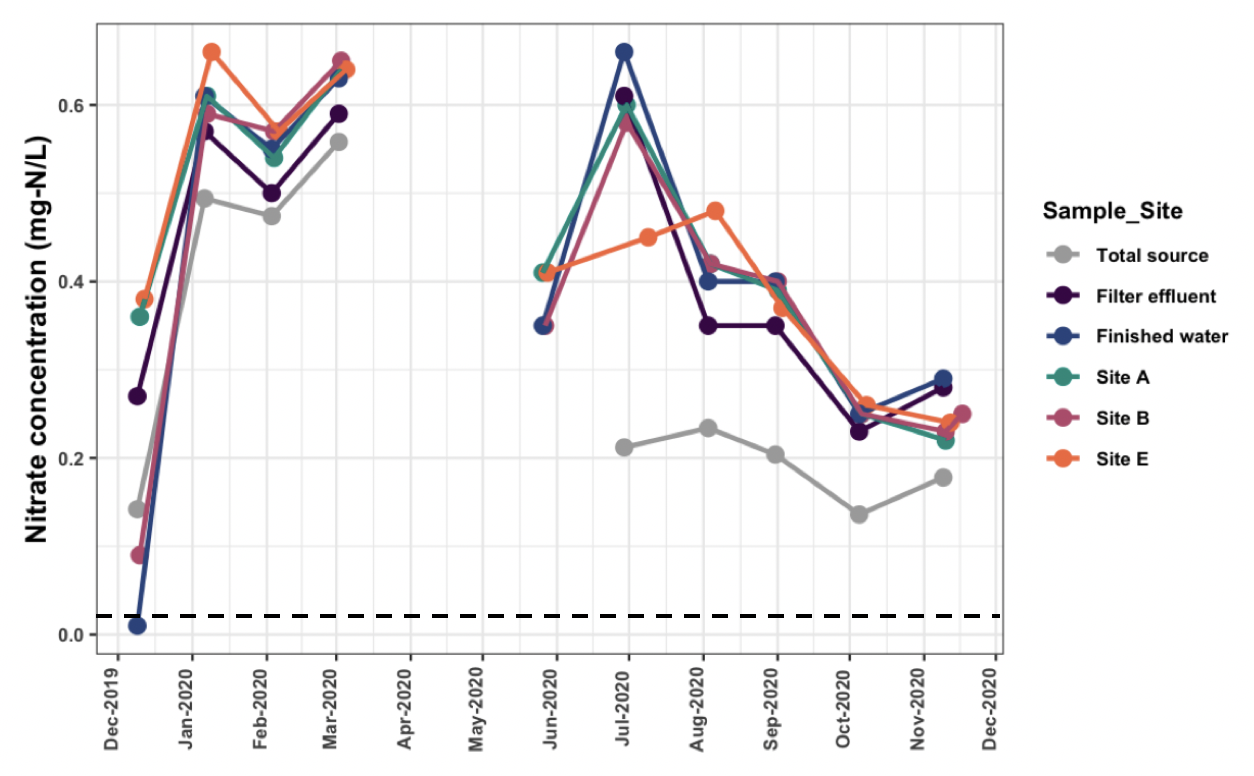 Nitrate concentration (mg-N/L)
0.6
0.4
0.2
0.0
Dec-2019
Jan-2020
Feb-2020
Mar-2020
Apr-2020
May-2020
Jun-2020
Jul-2020
Aug-2020
Sep-2020
Oct-2020
Nov-2020
Dec-2020
Sample_Site
Total source
Filter effluent
Finished water
Site A
Site B
Site E